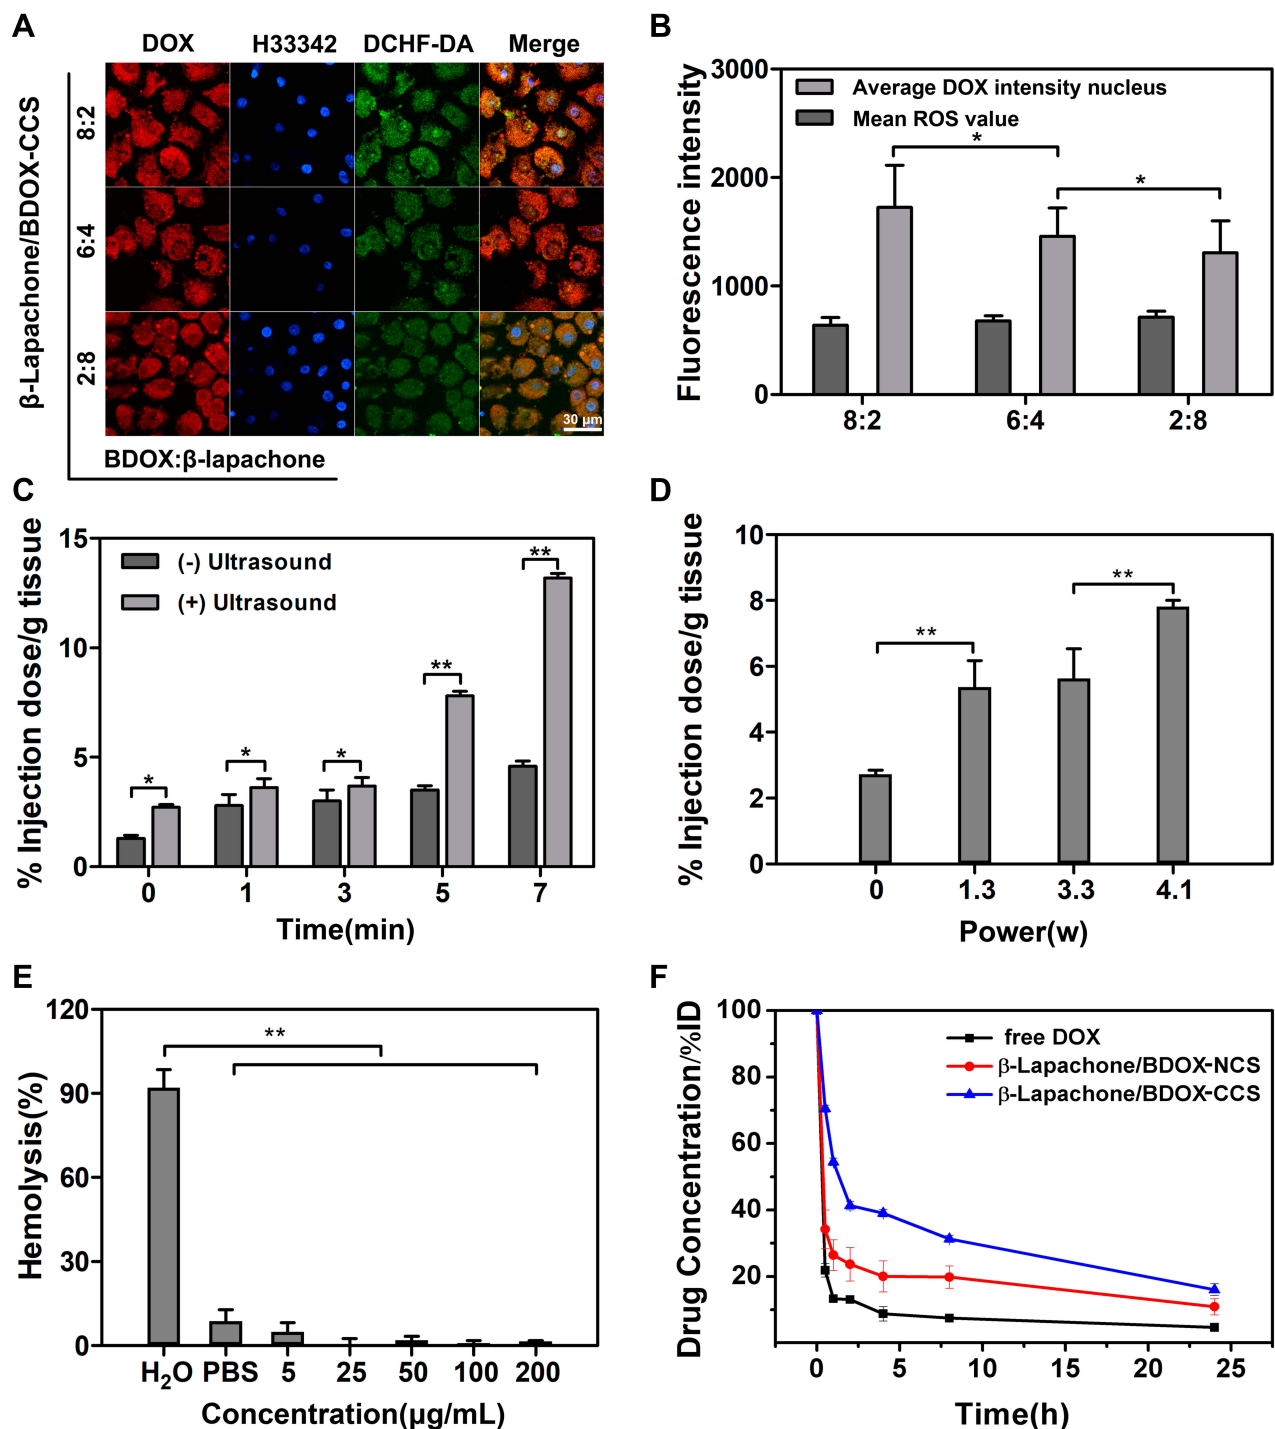 A
DOX H33342 DCHF-DA Merge
β-Lapachone/BDOX-CCS
8:2
6:4
2:8
30 μm
BDOX:β-lapachone
B
Fluorescence intensity
3000
2000
1000
0
Average DOX intensity nucleus
Mean ROS value
*
*
8:2 6:4 2:8
C
% Injection dose/g tissue
15
10
5
0
(-) Ultrasound
(+) Ultrasound
*
*
*
**
**
0 1 3 5 7
Time(min)
D
% Injection dose/g tissue
10
8
6
4
2
0
**
**
0 1.3 3.3 4.1
Power(w)
E
Hemolysis(%)
120
90
60
30
0
**
H₂O PBS 5 25 50 100 200
Concentration(μg/mL)
F
Drug Concentration/%ID
100
80
60
40
20
free DOX
β-Lapachone/BDOX-NCS
β-Lapachone/BDOX-CCS
0 5 10 15 20 25
Time(h)